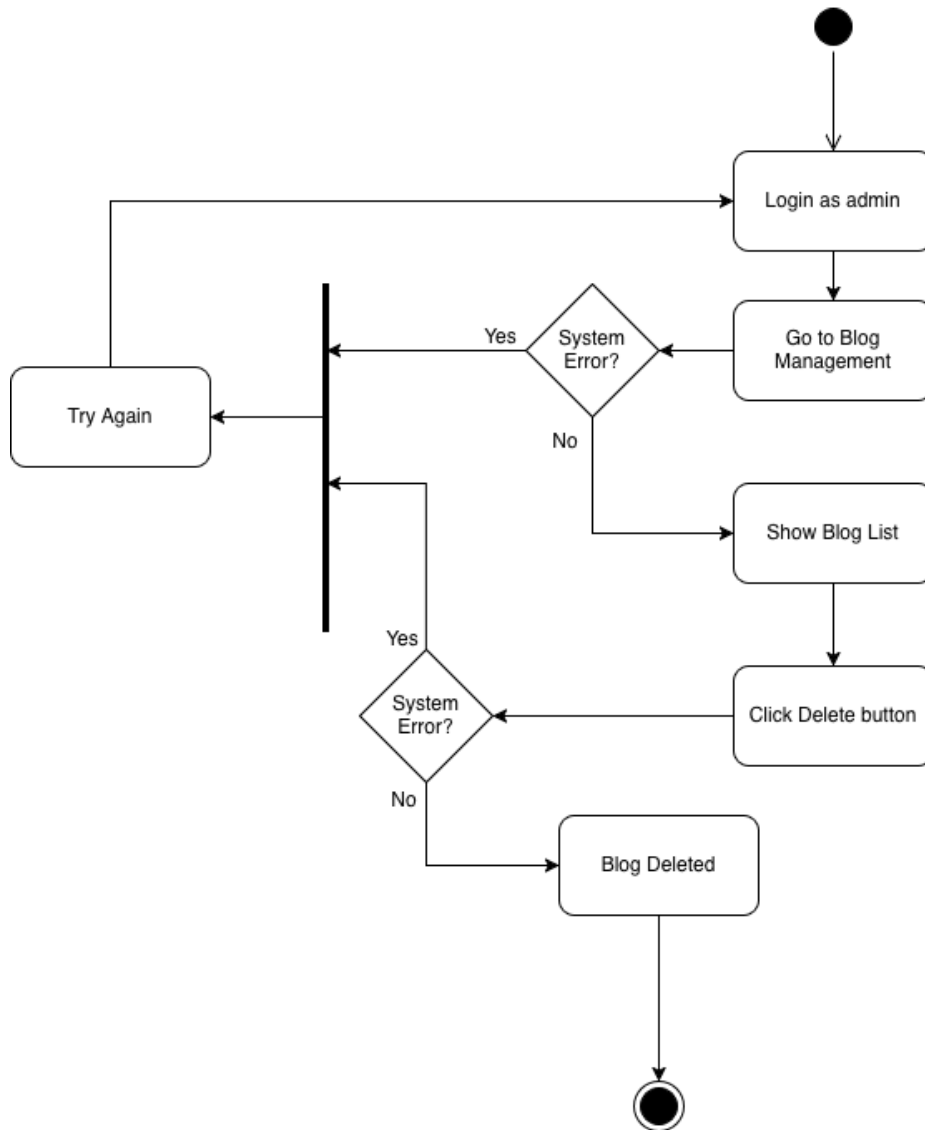 Login as admin
Go to Blog
Management
System
Error?
Yes
No
Try Again
Show Blog List
Click Delete button
System
Error?
Yes
No
Blog Deleted